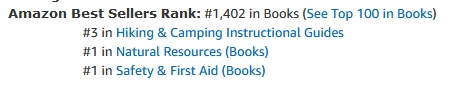 Amazon Best Sellers Rank: #1,402 in Books (See Top 100 in Books)
#3 in Hiking & Camping Instructional Guides
#1 in Natural Resources (Books)
#1 in Safety & First Aid (Books)